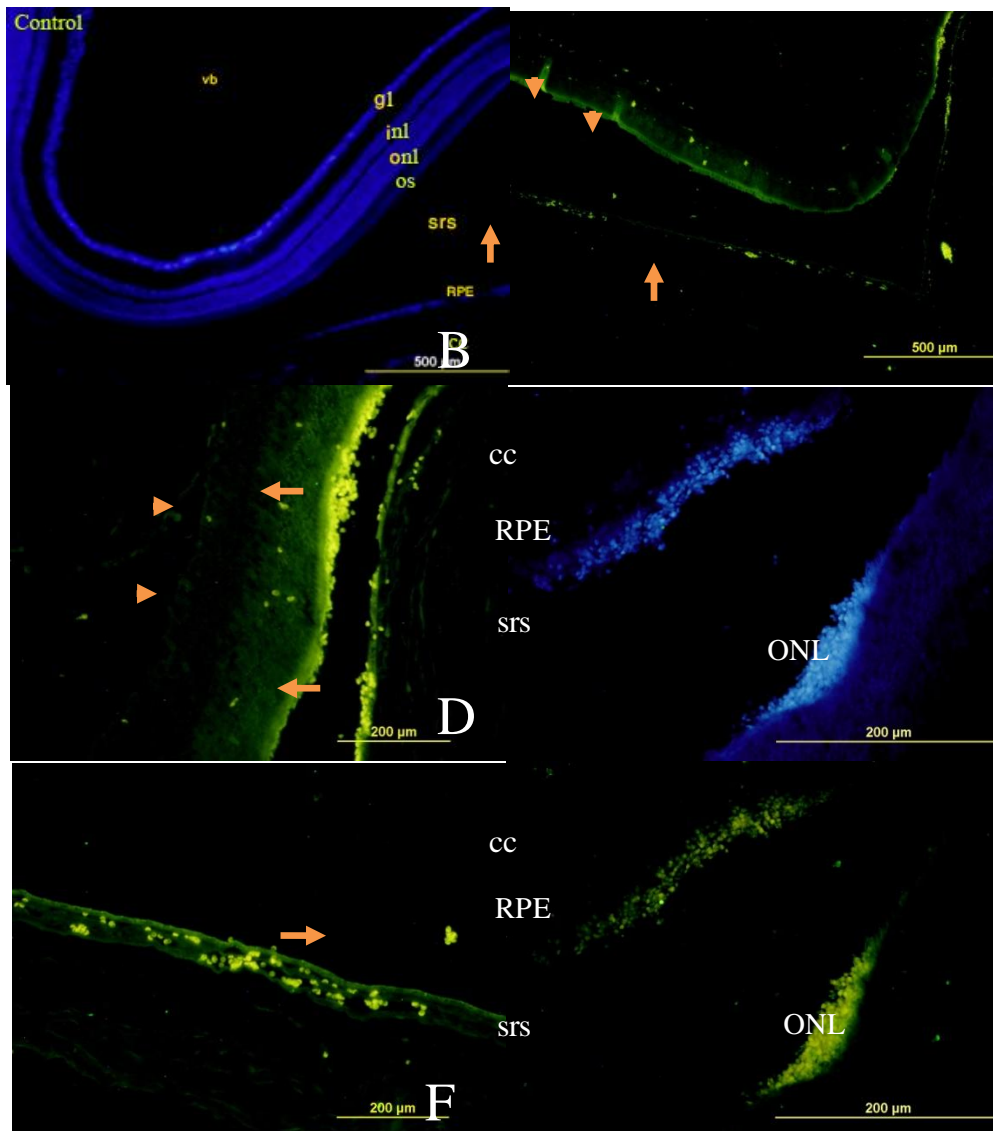 Control
vb
gl
inl
onl
os
srs
RPE
B
500 µm
500 µm
D
200 µm
cc
RPE
srs
ONL
200 µm
F
200 µm
cc
RPE
srs
ONL
200 µm